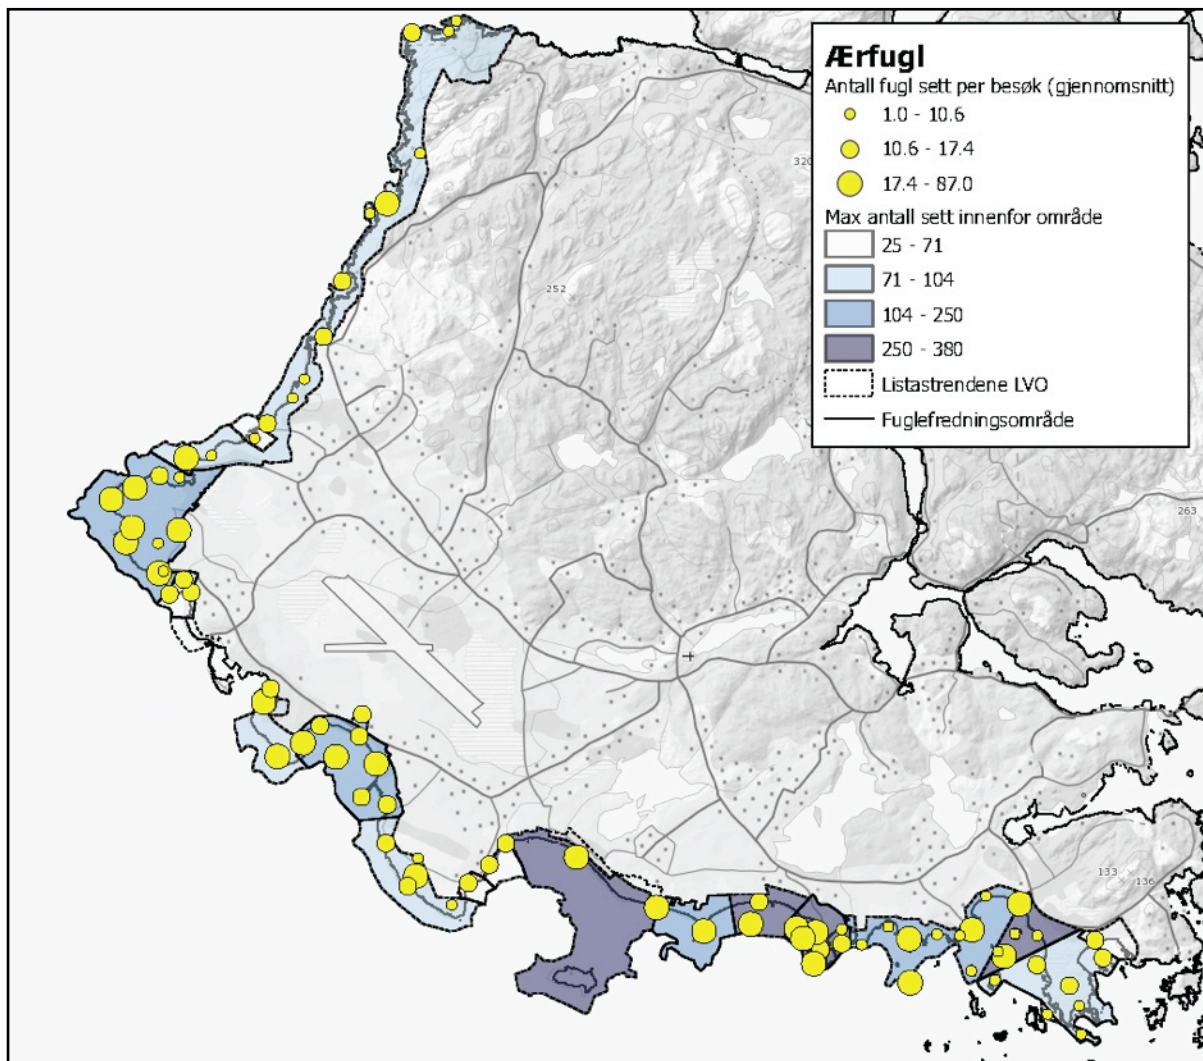 Ærfugl
Antall fugl sett per besøk (gjennomsnitt)
1.0 - 10.6
10.6 - 17.4
17.4 - 87.0
Max antall sett innenfor område
25 - 71
71 - 104
104 - 250
250 - 380
Listastrendene LVO
Fuglefredningsområde
320
252
263
133
136